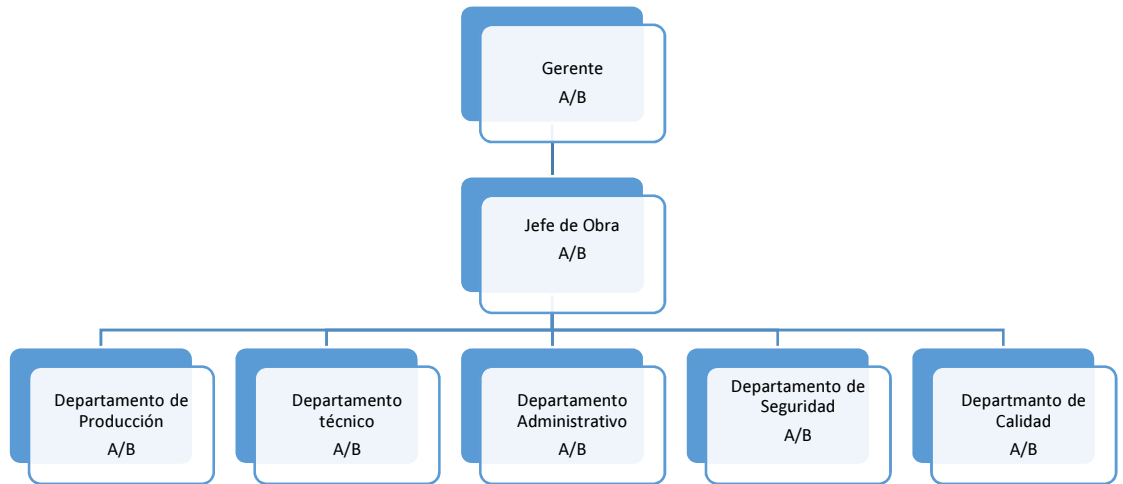 Gerente
A/B
Jefe de Obra
A/B
Departamento de
Producción
A/B
Departamento
técnico
A/B
Departamento
Administrativo
A/B
Departamento de
Seguridad
A/B
Departmanto de
Calidad
A/B